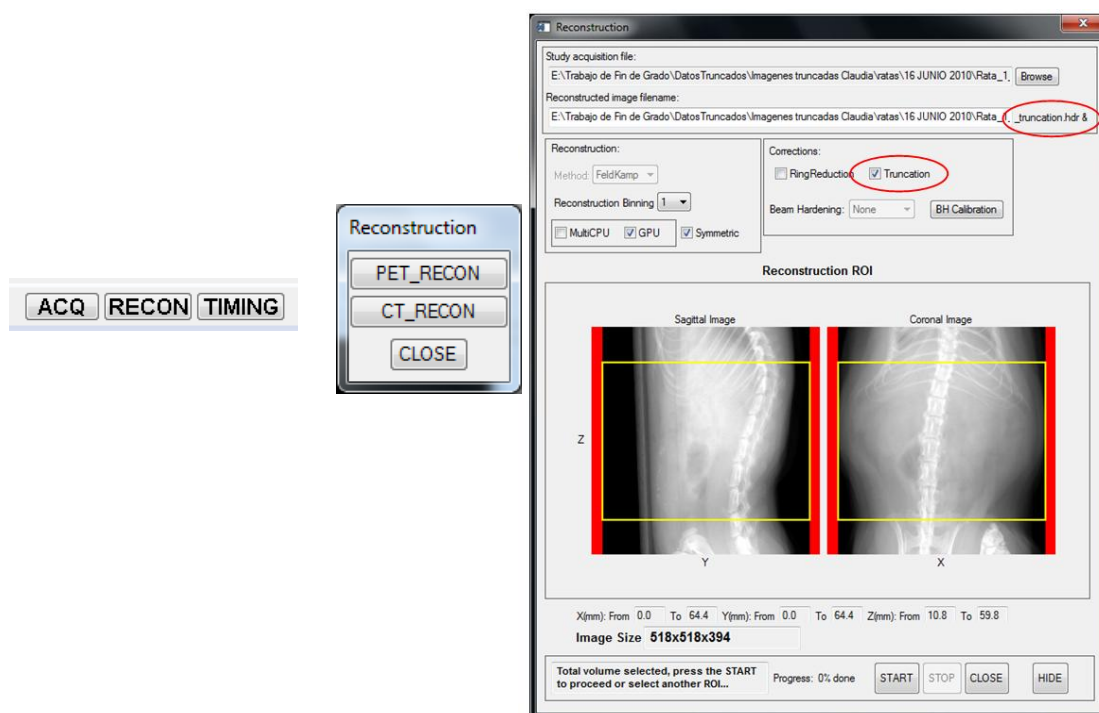 ACQ RECON TIMING
Reconstruction
PET_RECON
CT_RECON
CLOSE
Reconstruction
Study acquisition file:
E:\Trabajo de Fin de Grado\DatosTruncados\Imagenes truncadas Claudia\ratas\16 JUNIO 2010\Rata_1_ Browse
Reconstructed image filename:
E:\Trabajo de Fin de Grado\DatosTruncados\Imagenes truncadas Claudia\ratas\16 JUNIO 2010\Rata_1_ _truncation.hdr &
Reconstruction:
Method: FeldKamp
Reconstruction Binning 1
MultiCPU GPU Symmetric
Corrections:
RingReduction Truncation
Beam Hardening: None BH Calibration
Reconstruction ROI
Sagittal Image Coronal Image
Z
Y X
X(mm): From 0.0 To 64.4 Y(mm): From 0.0 To 64.4 Z(mm): From 10.8 To 59.8
Image Size 518x518x394
Total volume selected, press the START
to proceed or select another ROI...
Progress: 0% done START STOP CLOSE HIDE